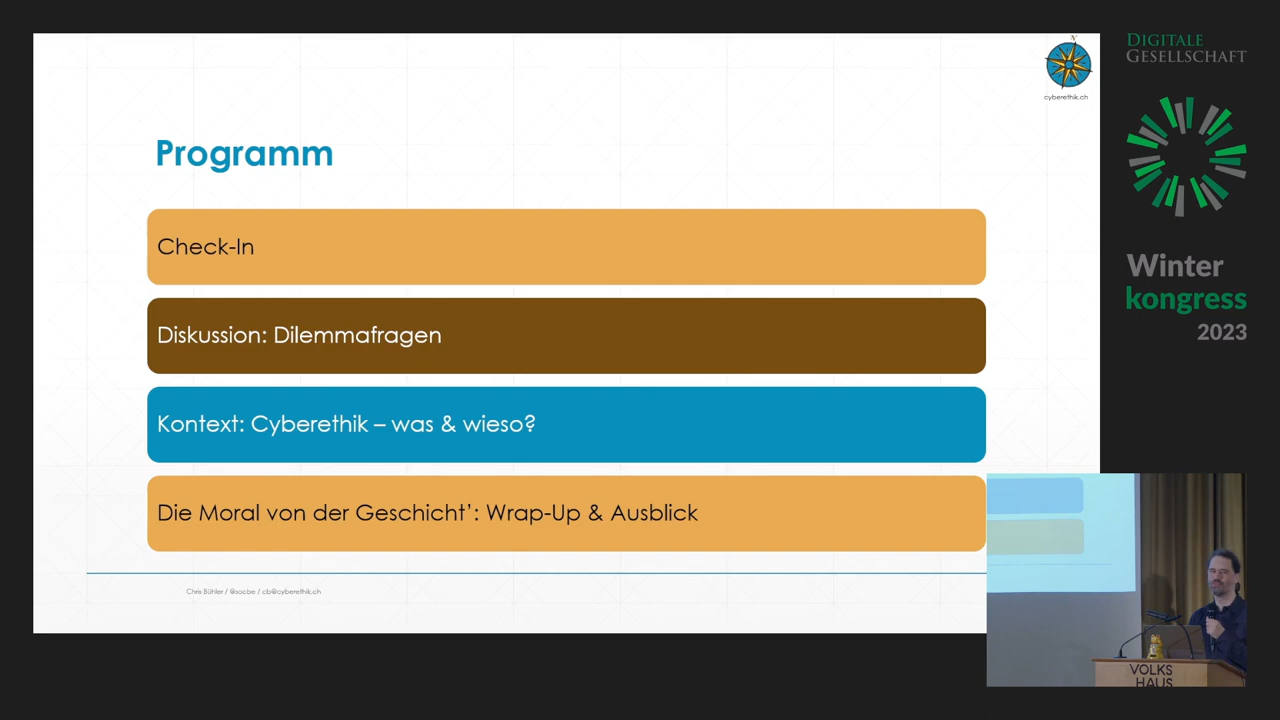 N
cyberethik.ch
Programm
Check-In
Diskussion: Dilemmafragen
Kontext: Cyberethik – was & wieso?
Die Moral von der Geschicht’: Wrap-Up & Ausblick
Chris Bühler / @socbe / cb@cyberethik.ch
DIGITALE
GESELLSCHAFT
Winter
kongress
2023
VOLKS
HAUS